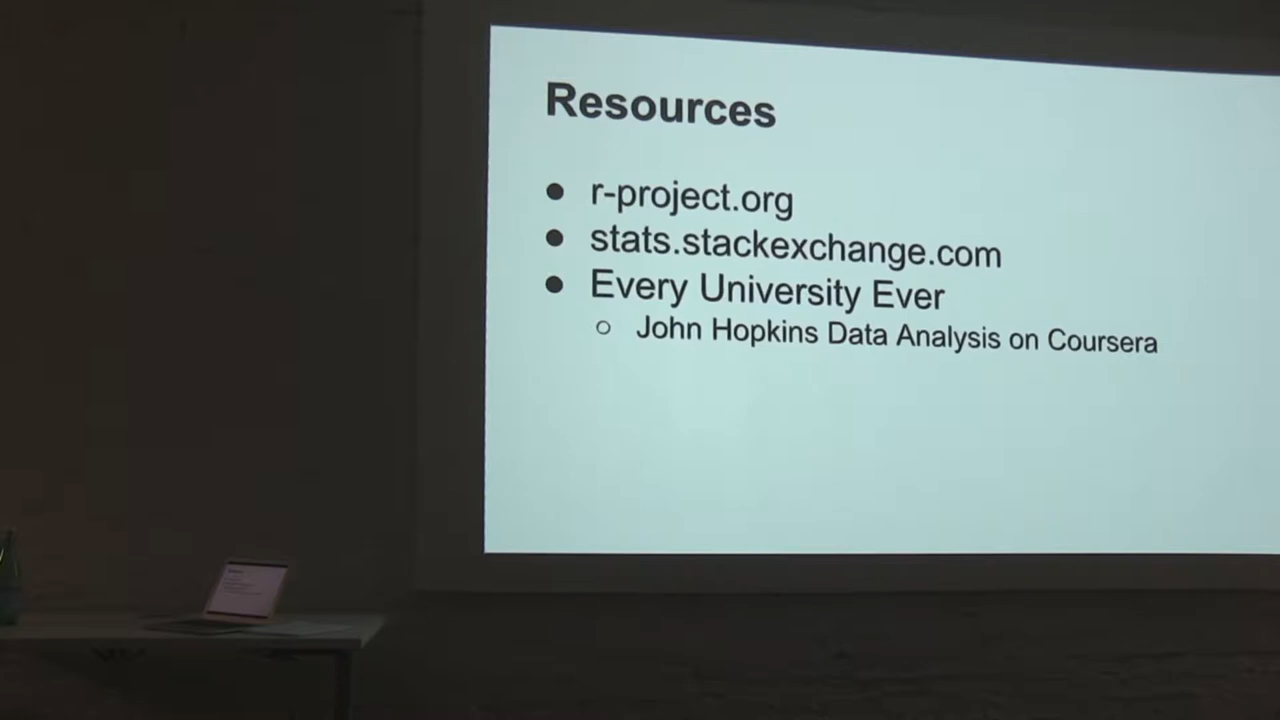 Resources
● r-project.org
● stats.stackexchange.com
● Every University Ever
○ John Hopkins Data Analysis on Coursera